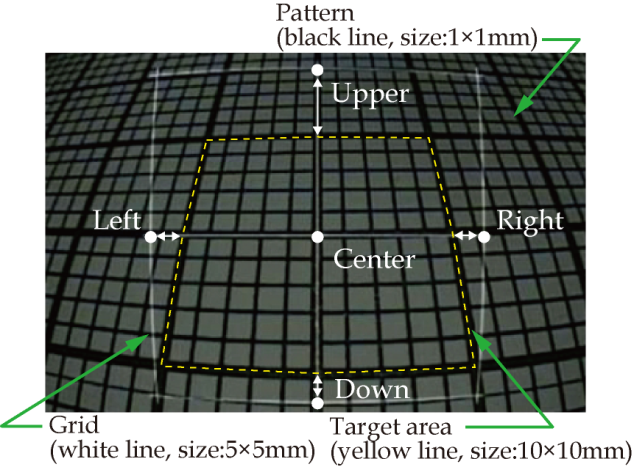 Pattern
(black line, size:1×1mm)
Upper
Left
Right
Center
Down
Grid
(white line, size:5×5mm)
Target area
(yellow line, size:10×10mm)